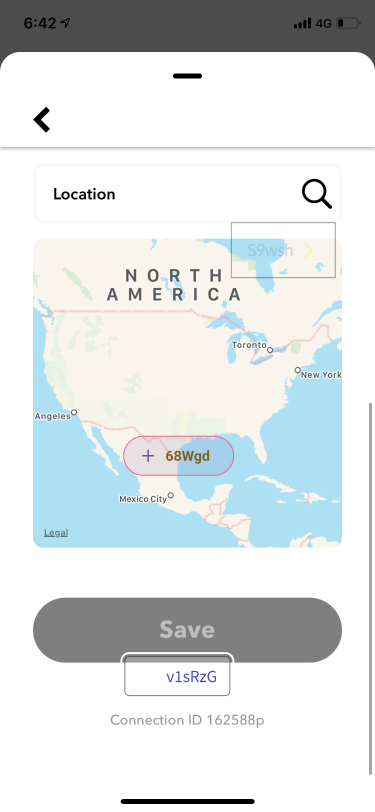 6:42
4G
Location
S9wsh
NORTH
AMERICA
Toronto
New York
Angeles
68Wgd
Mexico City
Legal
Save
v1sRzG
Connection ID 162588p